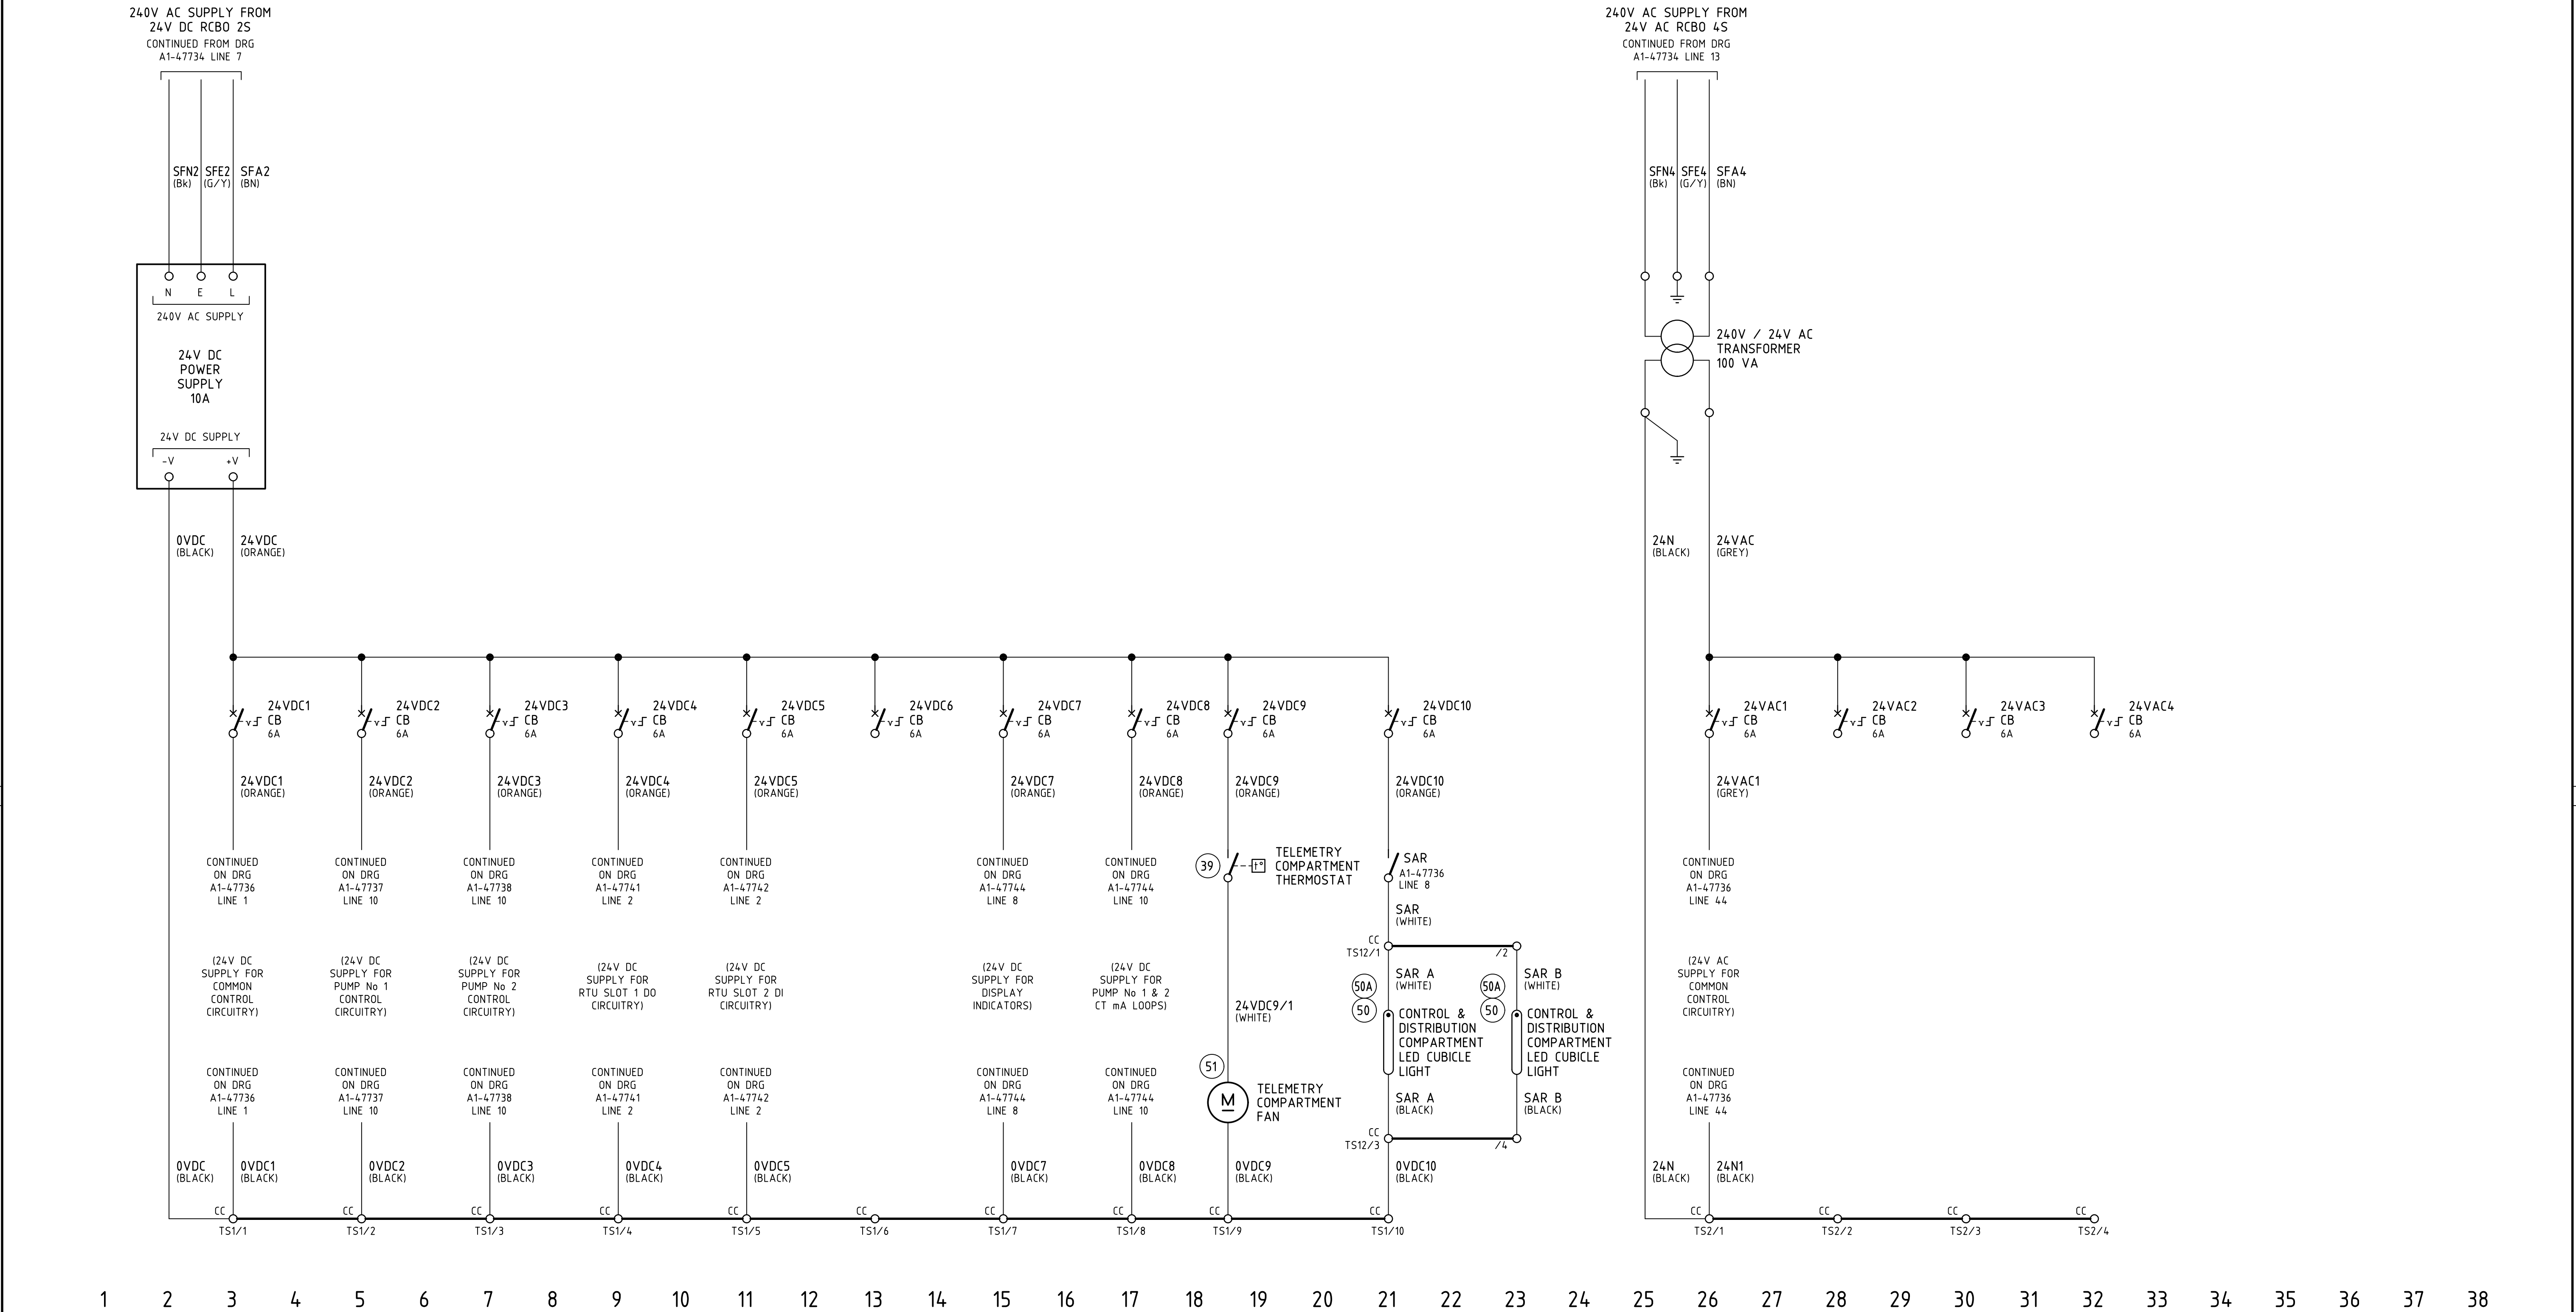 240V AC SUPPLY FROM
24V DC RCBO 2S
CONTINUED FROM DRG
A1-47734 LINE 7
240V AC SUPPLY FROM
24V AC RCBO 4S
CONTINUED FROM DRG
A1-47734 LINE 13
SFN2 SFE2 SFA2
(Bk) (G/Y) (BN)
SFN4 SFE4 SFA4
(Bk) (G/Y) (BN)
N E L
240V AC SUPPLY
24V DC
POWER
SUPPLY
10A
24V DC SUPPLY
-V +V
240V / 24V AC
TRANSFORMER
100 VA
0VDC
(BLACK)
24VDC
(ORANGE)
24N
(BLACK)
24VAC
(GREY)
24VDC1
CB
6A
24VDC2
CB
6A
24VDC3
CB
6A
24VDC4
CB
6A
24VDC5
CB
6A
24VDC6
CB
6A
24VDC7
CB
6A
24VDC8
CB
6A
24VDC9
CB
6A
24VDC10
CB
6A
24VAC1
CB
6A
24VAC2
CB
6A
24VAC3
CB
6A
24VAC4
CB
6A
24VDC1
(ORANGE)
24VDC2
(ORANGE)
24VDC3
(ORANGE)
24VDC4
(ORANGE)
24VDC5
(ORANGE)
24VDC7
(ORANGE)
24VDC8
(ORANGE)
24VDC9
(ORANGE)
24VDC10
(ORANGE)
24VAC1
(GREY)
CONTINUED
ON DRG
A1-47736
LINE 1
CONTINUED
ON DRG
A1-47737
LINE 10
CONTINUED
ON DRG
A1-47738
LINE 10
CONTINUED
ON DRG
A1-47741
LINE 2
CONTINUED
ON DRG
A1-47742
LINE 2
CONTINUED
ON DRG
A1-47744
LINE 8
CONTINUED
ON DRG
A1-47744
LINE 10
39
t°
TELEMETRY
COMPARTMENT
THERMOSTAT
SAR
A1-47736
LINE 8
SAR
(WHITE)
CONTINUED
ON DRG
A1-47736
LINE 44
(24V DC
SUPPLY FOR
COMMON
CONTROL
CIRCUITRY)
(24V DC
SUPPLY FOR
PUMP No 1
CONTROL
CIRCUITRY)
(24V DC
SUPPLY FOR
PUMP No 2
CONTROL
CIRCUITRY)
(24V DC
SUPPLY FOR
RTU SLOT 1 DO
CIRCUITRY)
(24V DC
SUPPLY FOR
RTU SLOT 2 DI
CIRCUITRY)
(24V DC
SUPPLY FOR
DISPLAY
INDICATORS)
(24V DC
SUPPLY FOR
PUMP No 1 & 2
CT mA LOOPS)
24VDC9/1
(WHITE)
CC
TS12/1
/2
SAR A
(WHITE)
SAR B
(WHITE)
50A
50
CONTROL &
DISTRIBUTION
COMPARTMENT
LED CUBICLE
LIGHT
50A
50
CONTROL &
DISTRIBUTION
COMPARTMENT
LED CUBICLE
LIGHT
(24V AC
SUPPLY FOR
COMMON
CONTROL
CIRCUITRY)
CONTINUED
ON DRG
A1-47736
LINE 1
CONTINUED
ON DRG
A1-47737
LINE 10
CONTINUED
ON DRG
A1-47738
LINE 10
CONTINUED
ON DRG
A1-47741
LINE 2
CONTINUED
ON DRG
A1-47742
LINE 2
CONTINUED
ON DRG
A1-47744
LINE 8
CONTINUED
ON DRG
A1-47744
LINE 10
51
M
TELEMETRY
COMPARTMENT
FAN
SAR A
(BLACK)
SAR B
(BLACK)
CC
TS12/3
/4
CONTINUED
ON DRG
A1-47736
LINE 44
0VDC
(BLACK)
0VDC1
(BLACK)
0VDC2
(BLACK)
0VDC3
(BLACK)
0VDC4
(BLACK)
0VDC5
(BLACK)
0VDC7
(BLACK)
0VDC8
(BLACK)
0VDC9
(BLACK)
0VDC10
(BLACK)
24N
(BLACK)
24N1
(BLACK)
CC CC CC CC CC CC CC CC CC CC CC CC CC CC
TS1/1 TS1/2 TS1/3 TS1/4 TS1/5 TS1/6 TS1/7 TS1/8 TS1/9 TS1/10 TS2/1 TS2/2 TS2/3 TS2/4
1 2 3 4 5 6 7 8 9 10 11 12 13 14 15 16 17 18 19 20 21 22 23 24 25 26 27 28 29 30 31 32 33 34 35 36 37 38